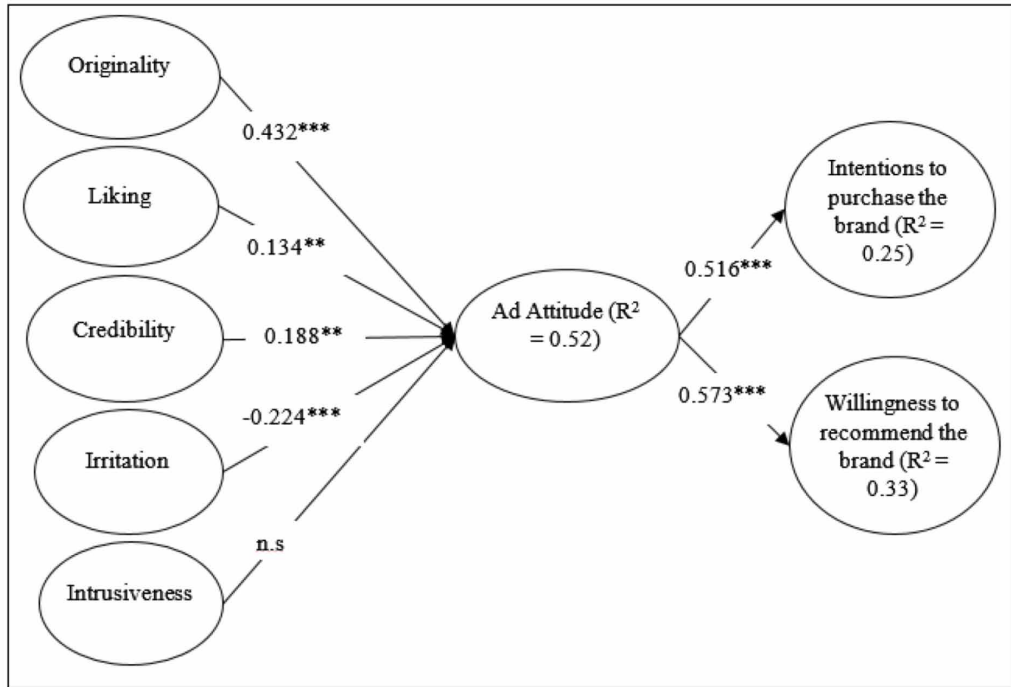 Originality
0.432***
Liking
0.134**
Credibility
0.188**
Irritation
-0.224***
Intrusiveness
n.s
Ad Attitude (R²
= 0.52)
0.516***
0.573***
Intentions to
purchase the
brand (R² =
0.25)
Willingness to
recommend the
brand (R² =
0.33)